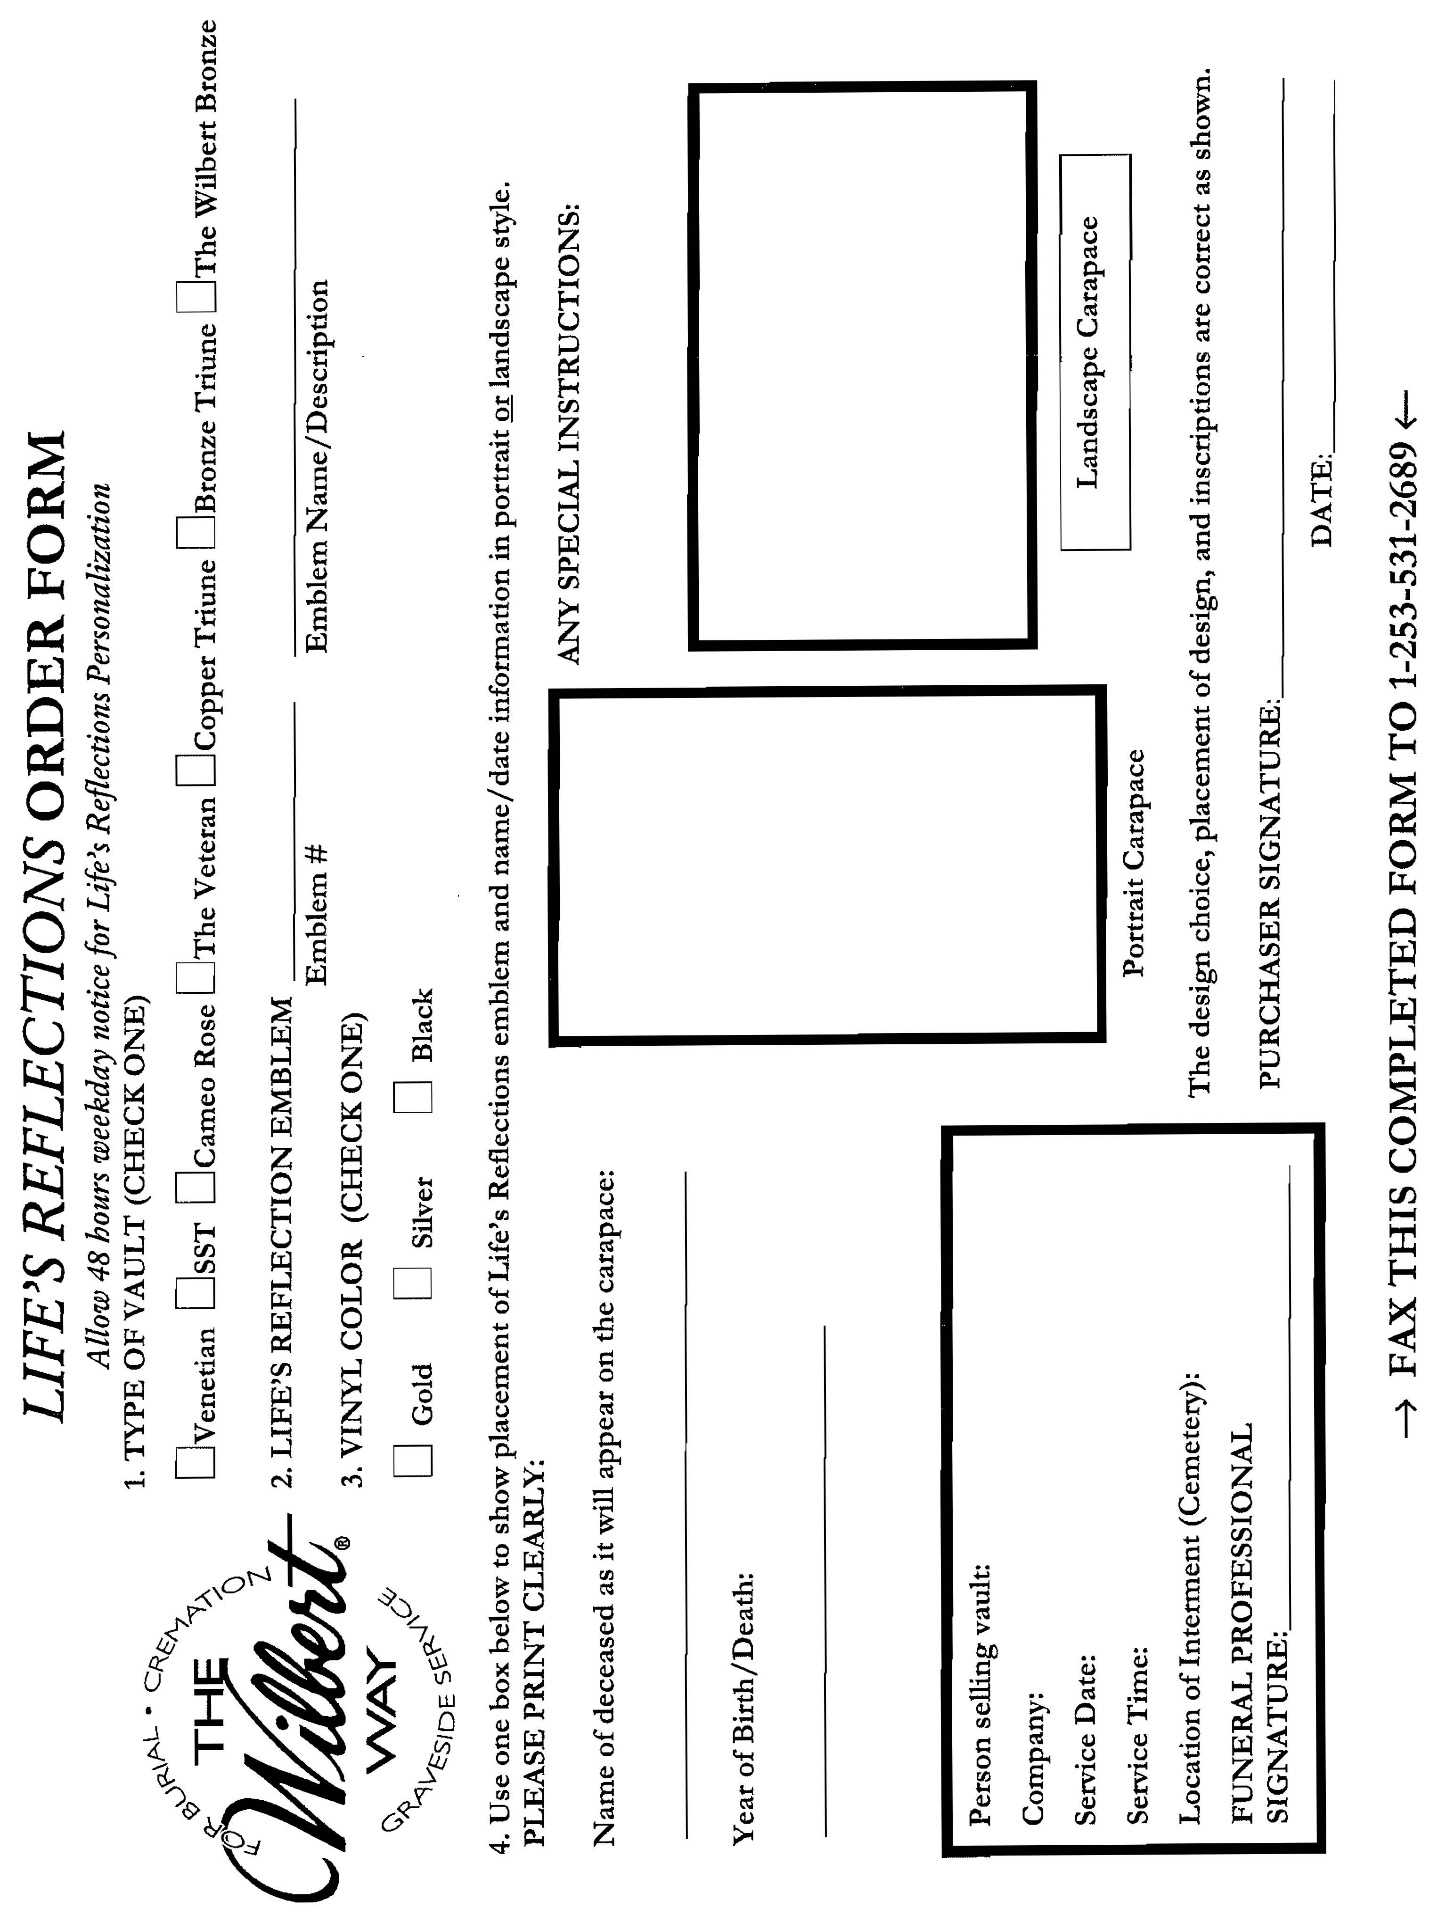 LIFE'S REFLECTIONS ORDER FORM
Allow 48 hours weekday notice for Life's Reflections Personalization
FOR BURIAL • CREMATION
THE
Wilbert®
WAY
GRAVESIDE SERVICE
1. TYPE OF VAULT (CHECK ONE)
Venetian SST Cameo Rose The Veteran Copper Triune Bronze Triune The Wilbert Bronze
2. LIFE'S REFLECTION EMBLEM
Emblem # Emblem Name/Description
3. VINYL COLOR (CHECK ONE)
Gold Silver Black
4. Use one box below to show placement of Life's Reflections emblem and name/date information in portrait or landscape style.
PLEASE PRINT CLEARLY:
ANY SPECIAL INSTRUCTIONS:
Name of deceased as it will appear on the carapace:
Year of Birth/Death:
Landscape Carapace
Portrait Carapace
Person selling vault:
Company:
Service Date:
Service Time:
Location of Interment (Cemetery):
FUNERAL PROFESSIONAL
SIGNATURE:
The design choice, placement of design, and inscriptions are correct as shown.
PURCHASER SIGNATURE:
DATE:
→ FAX THIS COMPLETED FORM TO 1-253-531-2689 ←